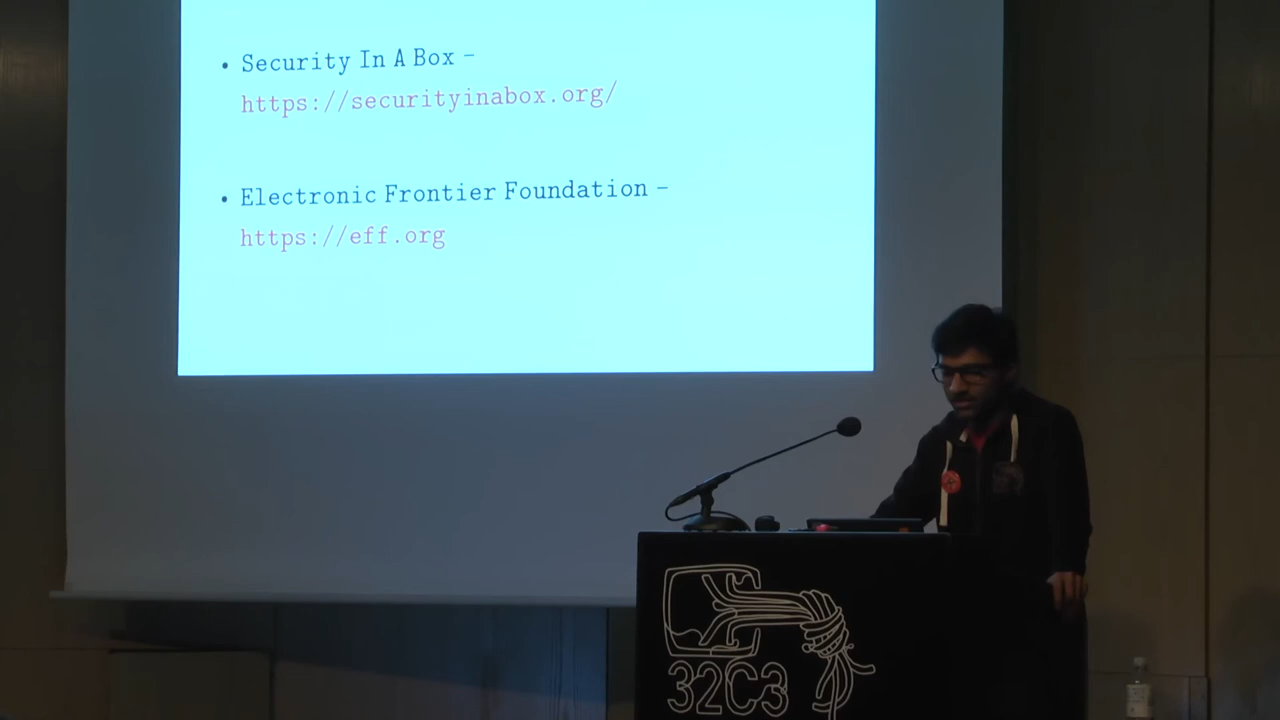 • Security In A Box –
https://securityinabox.org/
• Electronic Frontier Foundation –
https://eff.org
32C3